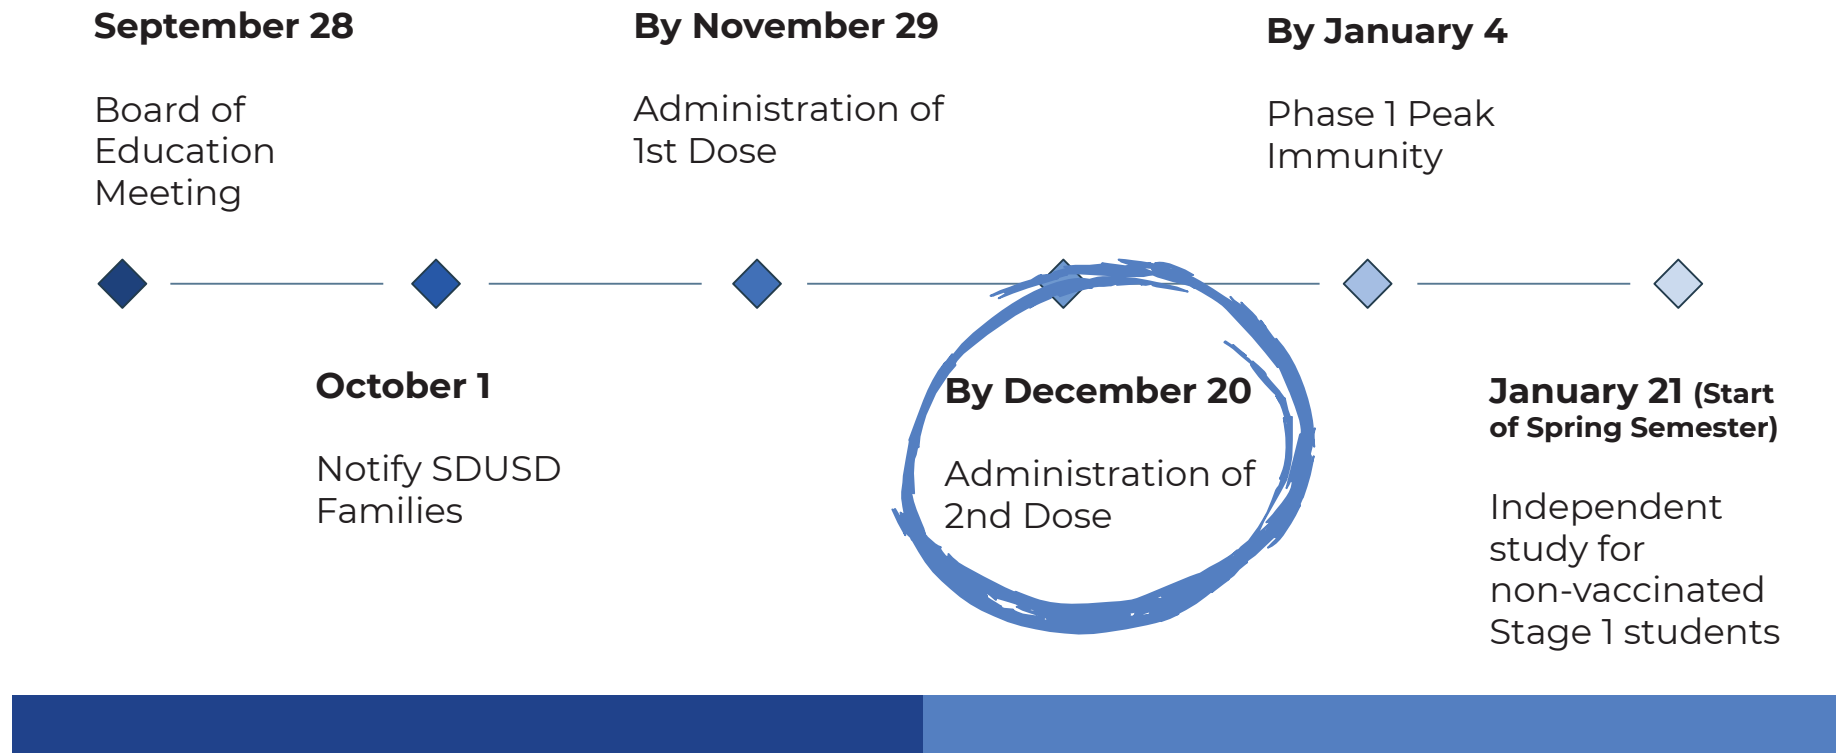 September 28
Board of
Education
Meeting
October 1
Notify SDUSD
Families
By November 29
Administration of
1st Dose
By December 20
Administration of
2nd Dose
By January 4
Phase 1 Peak
Immunity
January 21 (Start
of Spring Semester)
Independent
study for
non-vaccinated
Stage 1 students